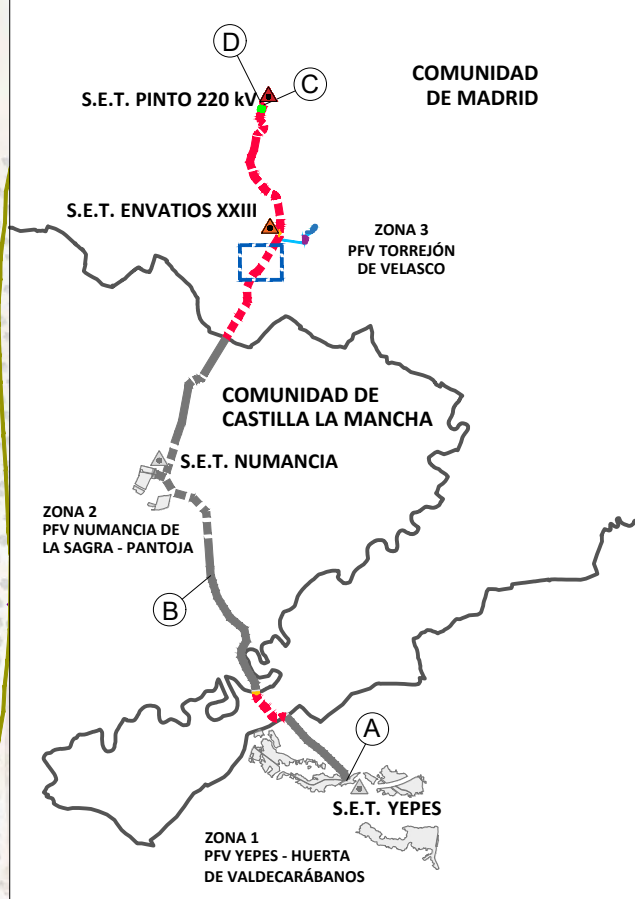 D
C
COMUNIDAD
DE MADRID
S.E.T. PINTO 220 kV
S.E.T. ENVATIOS XXIII
ZONA 3
PFV TORREJÓN
DE VELASCO
COMUNIDAD DE
CASTILLA LA MANCHA
S.E.T. NUMANCIA
ZONA 2
PFV NUMANCIA DE
LA SAGRA - PANTOJA
B
A
S.E.T. YEPES
ZONA 1
PFV YEPES - HUERTA
DE VALDECARÁBANOS